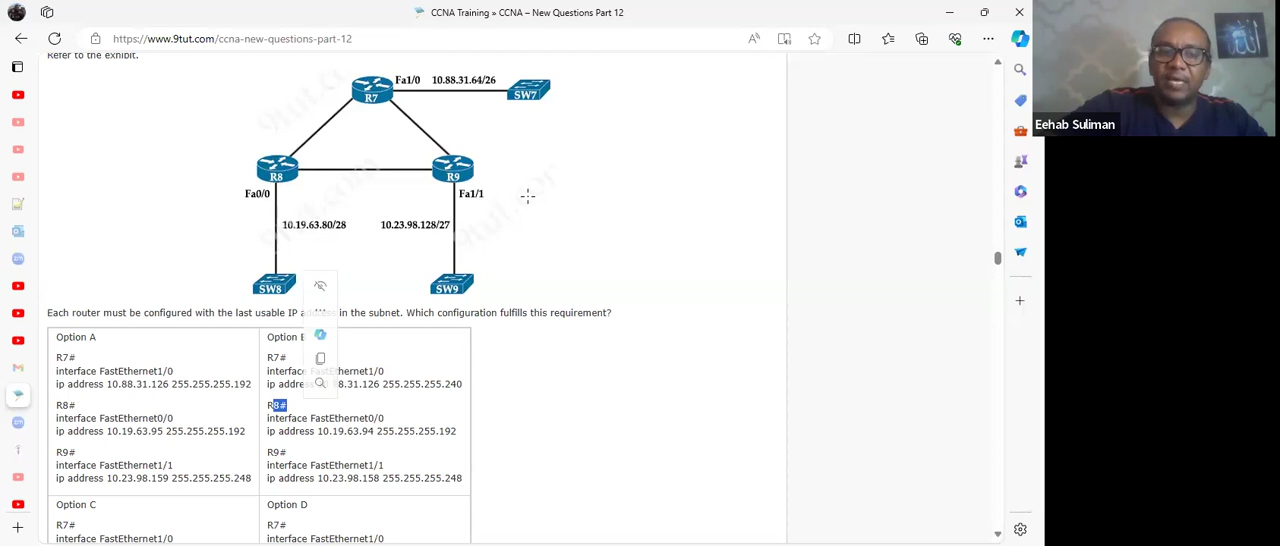 CCNA Training » CCNA – New Questions Part 12
https://www.9tut.com/ccna-new-questions-part-12
Eehab Suliman
Refer to the exhibit.
Fa1/0
10.88.31.64/26
R7
SW7
R8
R9
Fa0/0
Fa1/1
10.19.63.80/28
10.23.98.128/27
SW8
SW9
Each router must be configured with the last usable IP address in the subnet. Which configuration fulfills this requirement?
Option A
R7#
interface FastEthernet1/0
ip address 10.88.31.126 255.255.255.192
R8#
interface FastEthernet0/0
ip address 10.19.63.95 255.255.255.192
R9#
interface FastEthernet1/1
ip address 10.23.98.159 255.255.255.248
Option
R7#
interface FastEthernet1/0
ip addre 8.31.126 255.255.255.240
R8#
interface FastEthernet0/0
ip address 10.19.63.94 255.255.255.192
R9#
interface FastEthernet1/1
ip address 10.23.98.158 255.255.255.248
Option C
R7#
interface FastEthernet1/0
Option D
R7#
interface FastEthernet1/0